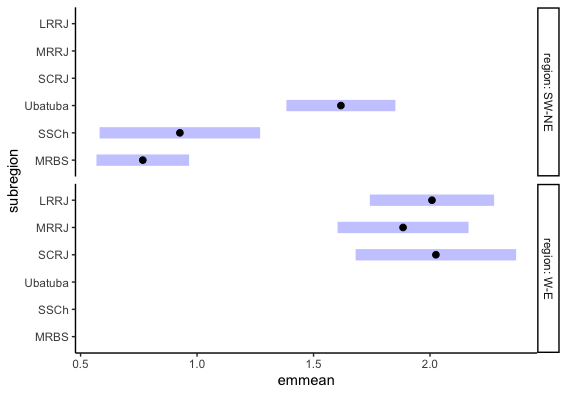 LRRJ
MRRJ
SCRJ
Ubatuba
SSCh
MRBS
region: SW-NE
LRRJ
MRRJ
SCRJ
Ubatuba
SSCh
MRBS
region: W-E
subregion
0.5 1.0 1.5 2.0
emmean